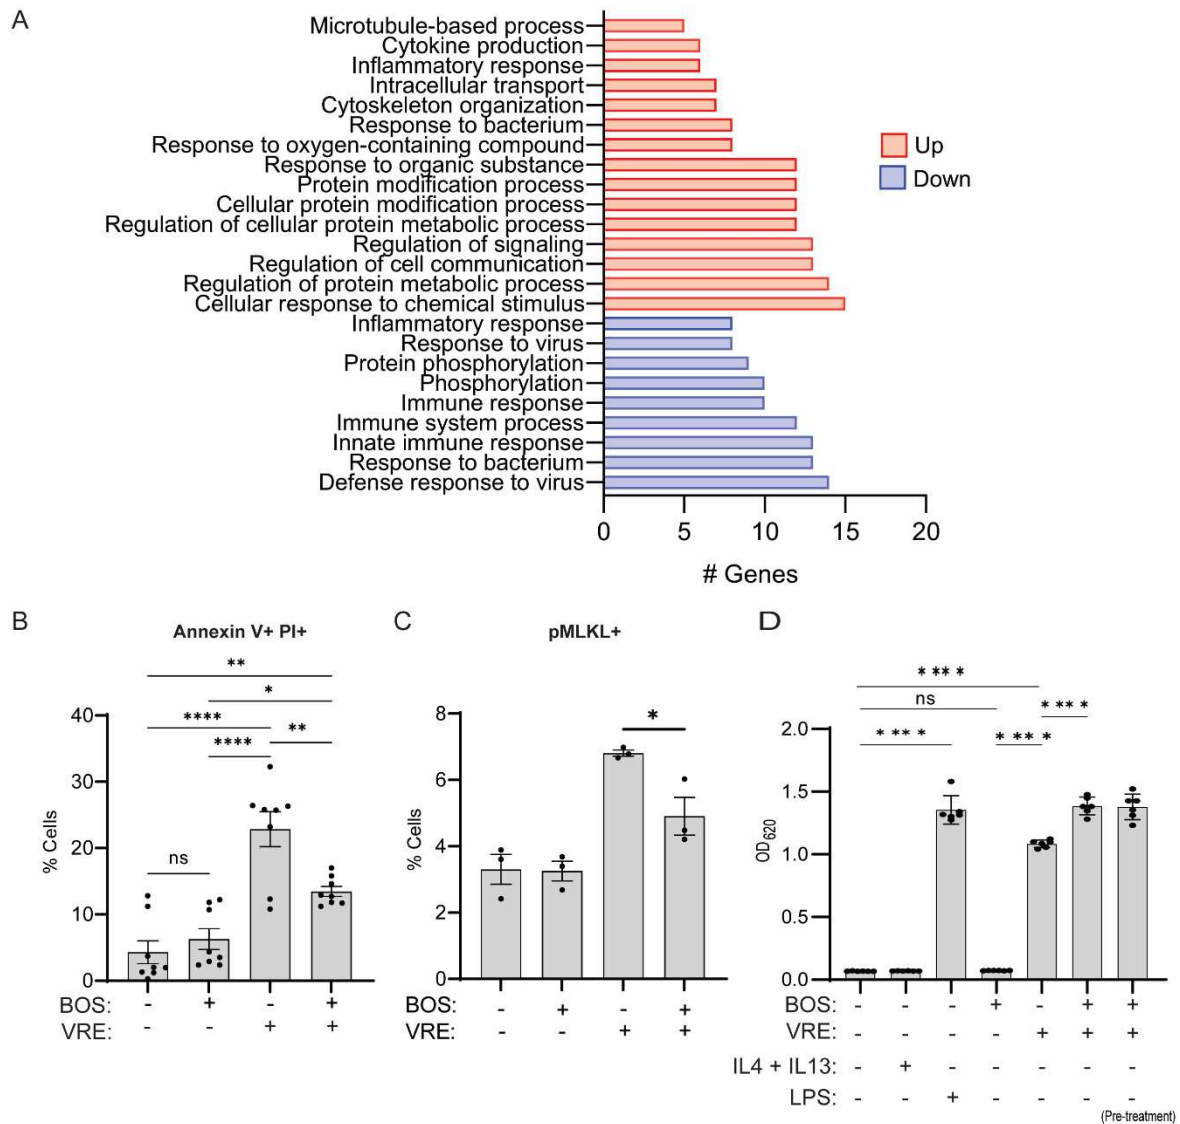 A
Microtubule-based process
Cytokine production
Inflammatory response
Intracellular transport
Cytoskeleton organization
Response to bacterium
Response to oxygen-containing compound
Response to organic substance
Protein modification process
Cellular protein modification process
Regulation of cellular protein metabolic process
Regulation of signaling
Regulation of cell communication
Regulation of protein metabolic process
Cellular response to chemical stimulus
Inflammatory response
Response to virus
Protein phosphorylation
Phosphorylation
Immune response
Immune system process
Innate immune response
Response to bacterium
Defense response to virus
Up
Down
0 5 10 15 20
# Genes
B
Annexin V+ PI+
**
*
****
**
****
ns
40
30
20
10
0
% Cells
BOS: - + - +
VRE: - - + +
C
pMLKL+
*
8
6
4
2
0
% Cells
BOS: - + - +
VRE: - - + +
D
* ** *
ns
* ** *
* ** *
* ** *
2.0
1.5
1.0
0.5
0.0
OD620
BOS: - - - + - + +
VRE: - - - - + + +
IL4 + IL13: - + - - - - -
LPS: - - + - - - -
(Pre-treatment)